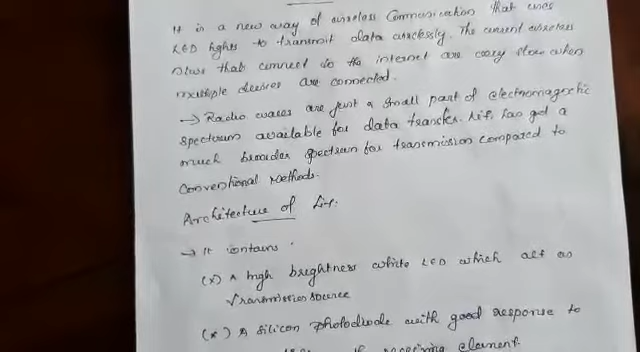 It is a new way of wireless Communication that uses
LED lights to transmit data wirelessly. The current wireless
that connect to the internet are very slow when
multiple devices are connected.
→ Radio waves are just a small part of electromagnetic
spectrum available for data transfer. Lifi has got a
much broader spectrum for transmission compared to
Conventional Methods.
Architecture of Li-fi:
→ It contains
(x) A high brightness white LED which act as
Transmission source
(*) A silicon photodiode with good response to
receiving element.